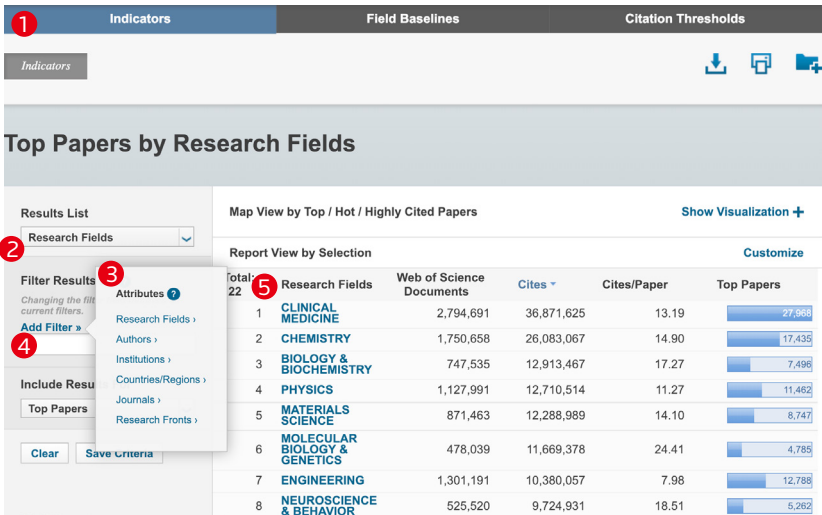 1
Indicators
Field Baselines
Citation Thresholds
Indicators
Top Papers by Research Fields
Results List
Research Fields
2
Filter Results
Changing the
current filters.
Add Filter »
4
Include
Top Papers
Clear
Save Criteria
3
Attributes ?
Research Fields ›
Authors ›
Institutions ›
Countries/Regions ›
Journals ›
Research Fronts ›
Map View by Top / Hot / Highly Cited Papers
Show Visualization +
Report View by Selection
Customize
Total:
22
5
Research Fields
Web of Science
Documents
Cites
Cites/Paper
Top Papers
1 CLINICAL
MEDICINE 2,794,691 36,871,625 13.19 27,968
2 CHEMISTRY 1,750,658 26,083,067 14.90 17,435
3 BIOLOGY &
BIOCHEMISTRY 747,535 12,913,467 17.27 7,496
4 PHYSICS 1,127,991 12,710,514 11.27 11,462
5 MATERIALS
SCIENCE 871,463 12,288,989 14.10 8,747
6 MOLECULAR
BIOLOGY &
GENETICS 478,039 11,669,378 24.41 4,785
7 ENGINEERING 1,301,191 10,380,057 7.98 12,788
8 NEUROSCIENCE
& BEHAVIOR 525,520 9,724,931 18.51 5,262